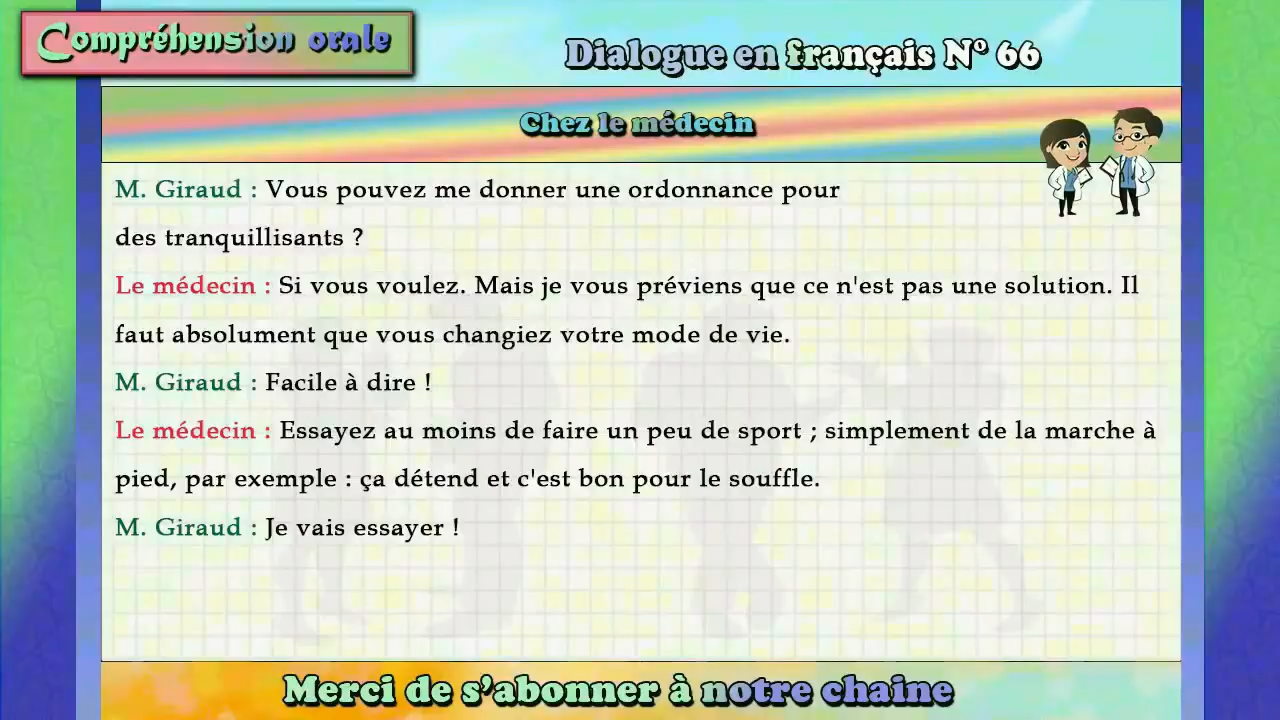 Compréhension orale
Dialogue en français N° 66
Chez le médecin
M. Giraud : Vous pouvez me donner une ordonnance pour
des tranquillisants ?
Le médecin : Si vous voulez. Mais je vous préviens que ce n'est pas une solution. Il
faut absolument que vous changiez votre mode de vie.
M. Giraud : Facile à dire !
Le médecin : Essayez au moins de faire un peu de sport ; simplement de la marche à
pied, par exemple : ça détend et c'est bon pour le souffle.
M. Giraud : Je vais essayer !
Merci de s’abonner à notre chaine